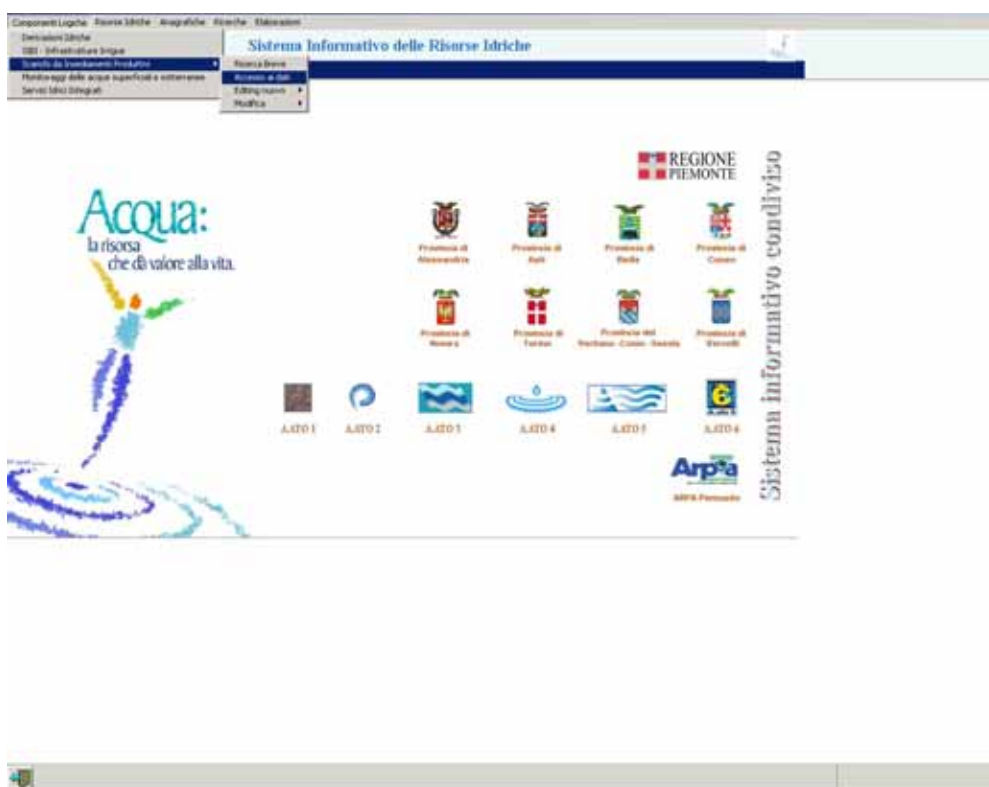 Componenti Logiche Risorse Idriche Anagrafiche Ricerche Elaborazioni
Derivazioni Idriche
SIBI - Infrastrutture Irrigue
Scarichi da Insediamenti Produttivi
Monitoraggi delle acque superficiali e sotterranee
Servizi Idrici Integrati
Ricerca Breve
Accesso ai dati
Editing nuovo
Modifica
Sistema Informativo delle Risorse Idriche
REGIONE
PIEMONTE
Acqua:
la risorsa
che dà valore alla vita.
Provincia di
Alessandria
Provincia di
Asti
Provincia di
Biella
Provincia di
Cuneo
Provincia di
Novara
Provincia di
Torino
Provincia del
Verbano - Cusio - Ossola
Provincia di
Vercelli
A.ATO 1
A.ATO 2
A.ATO 3
A.ATO 4
A.ATO 5
A.ATO 6
Arpa
ARPA Piemonte
Sistema informativo condiviso